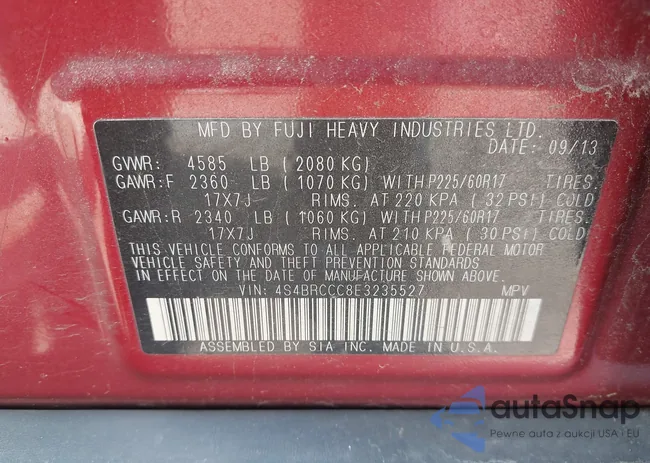 MFD BY FUJI HEAVY INDUSTRIES LTD.
DATE: 09/13
GVWR: 4585 LB (2080 KG)
GAWR:F 2360 LB (1070 KG) WITH P225/60R17 TIRES.
17X7J RIMS. AT 220 KPA (32 PSI) COLD
GAWR:R 2340 LB (1060 KG) WITH P225/60R17 TIRES.
17X7J RIMS. AT 210 KPA (30 PSI) COLD
THIS VEHICLE CONFORMS TO ALL APPLICABLE FEDERAL MOTOR
VEHICLE SAFETY AND THEFT PREVENTION STANDARDS
IN EFFECT ON THE DATE OF MANUFACTURE SHOWN ABOVE.
VIN: 4S4BRCCC8E3235527 MPV
ASSEMBLED BY SIA INC. MADE IN U.S.A.
autoSnap
Pewne auta z aukcji USA i EU